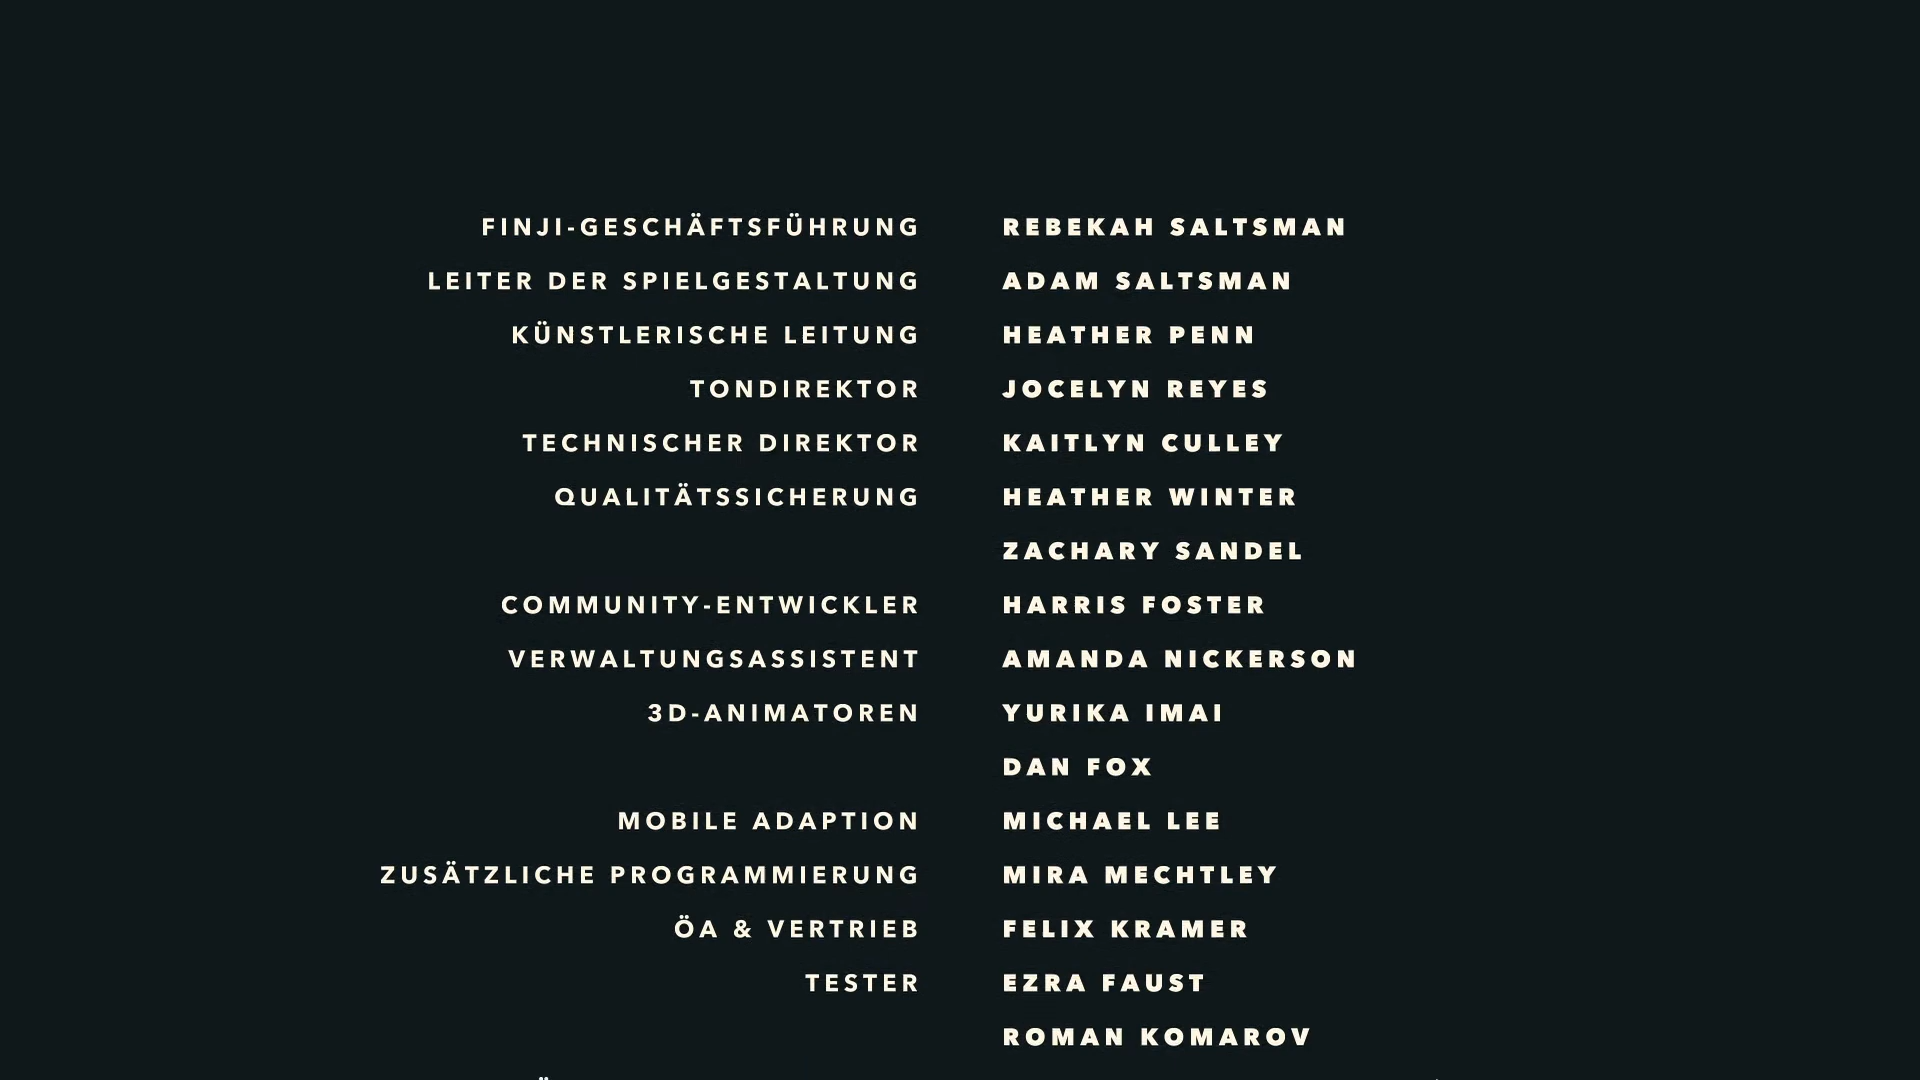 FINJI-GESCHÄFTSFÜHRUNG REBEKAH SALTSMAN
LEITER DER SPIELGESTALTUNG ADAM SALTSMAN
KÜNSTLERISCHE LEITUNG HEATHER PENN
TONDIREKTOR JOCELYN REYES
TECHNISCHER DIREKTOR KAITLYN CULLEY
QUALITÄTSSICHERUNG HEATHER WINTER
ZACHARY SANDEL
COMMUNITY-ENTWICKLER HARRIS FOSTER
VERWALTUNGSASSISTENT AMANDA NICKERSON
3D-ANIMATOREN YURIKA IMAI
DAN FOX
MOBILE ADAPTION MICHAEL LEE
ZUSÄTZLICHE PROGRAMMIERUNG MIRA MECHTLEY
ÖA & VERTRIEB FELIX KRAMER
TESTER EZRA FAUST
ROMAN KOMAROV